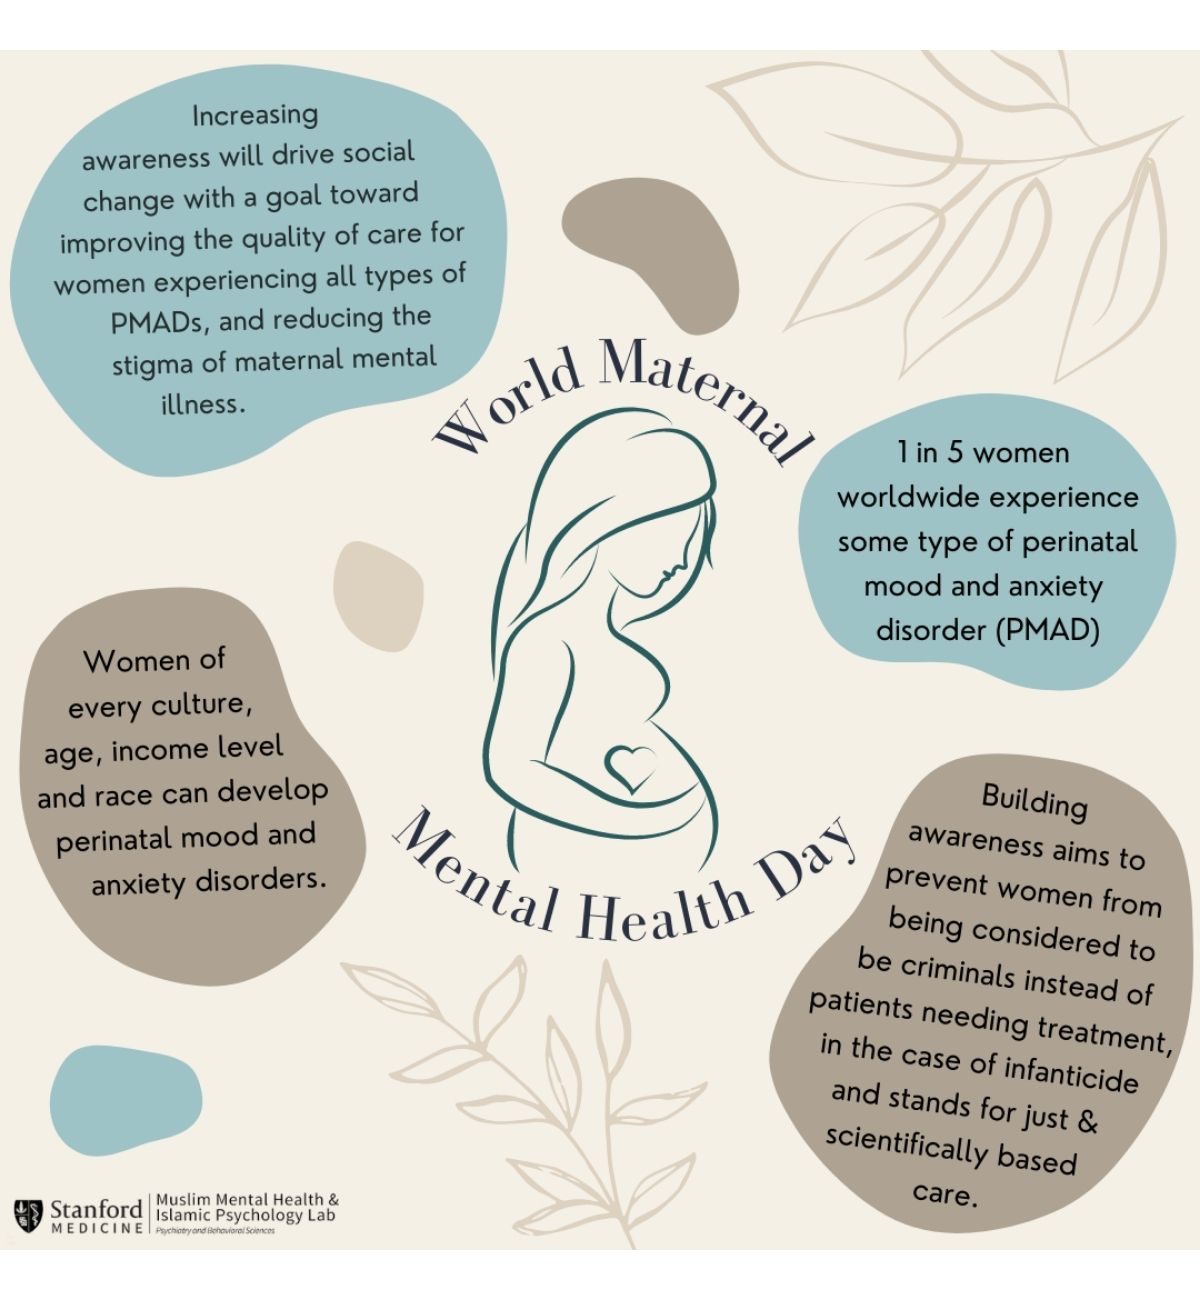 Increasing
awareness will drive social
change with a goal toward
improving the quality of care for
women experiencing all types of
PMADs, and reducing the
stigma of maternal mental
illness.
World Maternal
1 in 5 women
worldwide experience
some type of perinatal
mood and anxiety
disorder (PMAD)
Women of
every culture,
age, income level
and race can develop
perinatal mood and
anxiety disorders.
Mental Health Day
Building
awareness aims to
prevent women from
being considered to
be criminals instead of
patients needing treatment,
in the case of infanticide
and stands for just &
scientifically based
care.
Stanford
MEDICINE
Muslim Mental Health &
Islamic Psychology Lab
Psychiatry and Behavioral Sciences